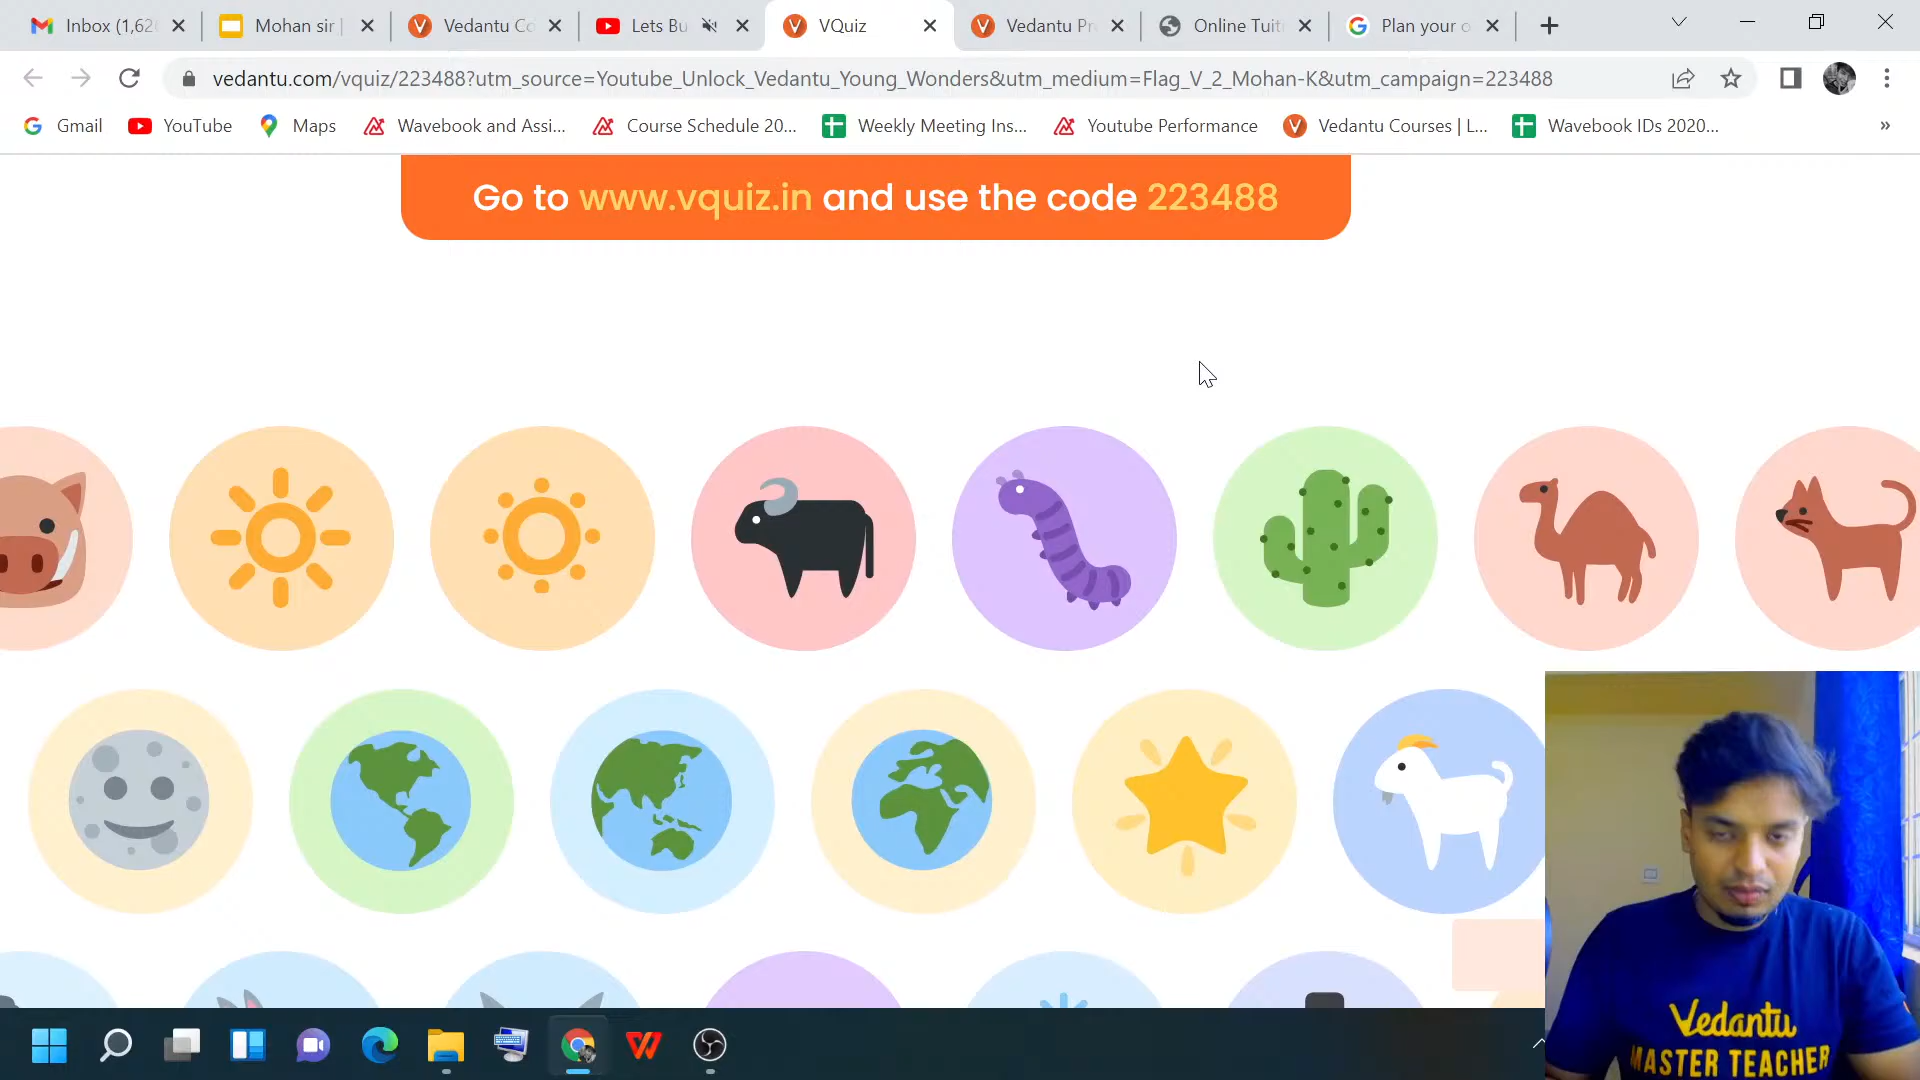 Inbox (1,626
Mohan sir |
Vedantu Co
Lets Bu
VQuiz
Vedantu Pr
Online Tuit
Plan your o
vedantu.com/vquiz/223488?utm_source=Youtube_Unlock_Vedantu_Young_Wonders&utm_medium=Flag_V_2_Mohan-K&utm_campaign=223488
Gmail
YouTube
Maps
Wavebook and Assi...
Course Schedule 20...
Weekly Meeting Ins...
Youtube Performance
Vedantu Courses | L...
Wavebook IDs 2020...
»
Go to www.vquiz.in and use the code 223488
Vedantu
MASTER TEACHER